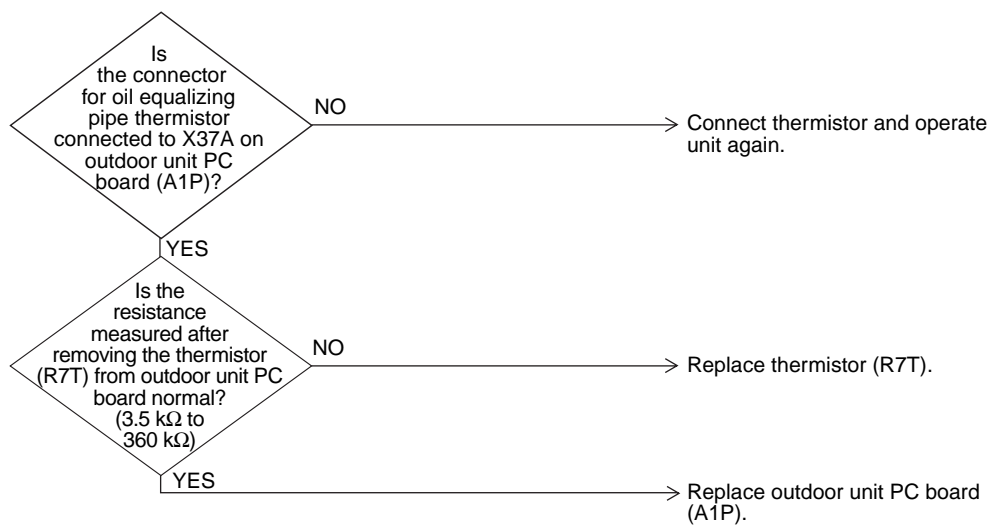 Is
the connector
for oil equalizing
pipe thermistor
connected to X37A on
outdoor unit PC
board (A1P)?
NO
Connect thermistor and operate
unit again.
YES
Is the
resistance
measured after
removing the thermistor
(R7T) from outdoor unit PC
board normal?
(3.5 kΩ to
360 kΩ)
NO
Replace thermistor (R7T).
YES
Replace outdoor unit PC board
(A1P).